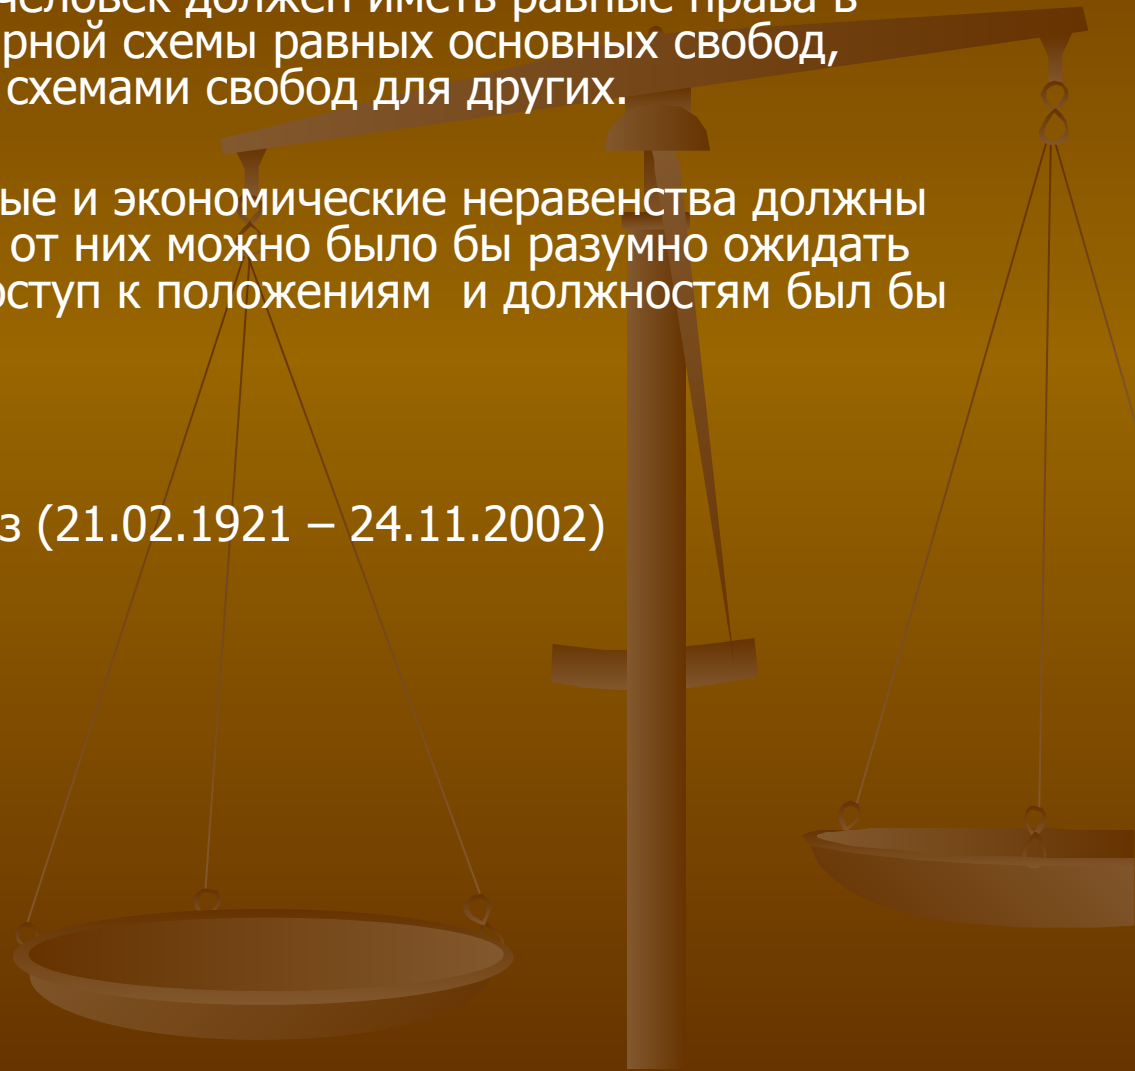 человек должен иметь равные права в
рной схемы равных основных свобод,
схемами свобод для других.
ые и экономические неравенства должны
от них можно было бы разумно ожидать
оступ к положениям и должностям был бы
з (21.02.1921 – 24.11.2002)